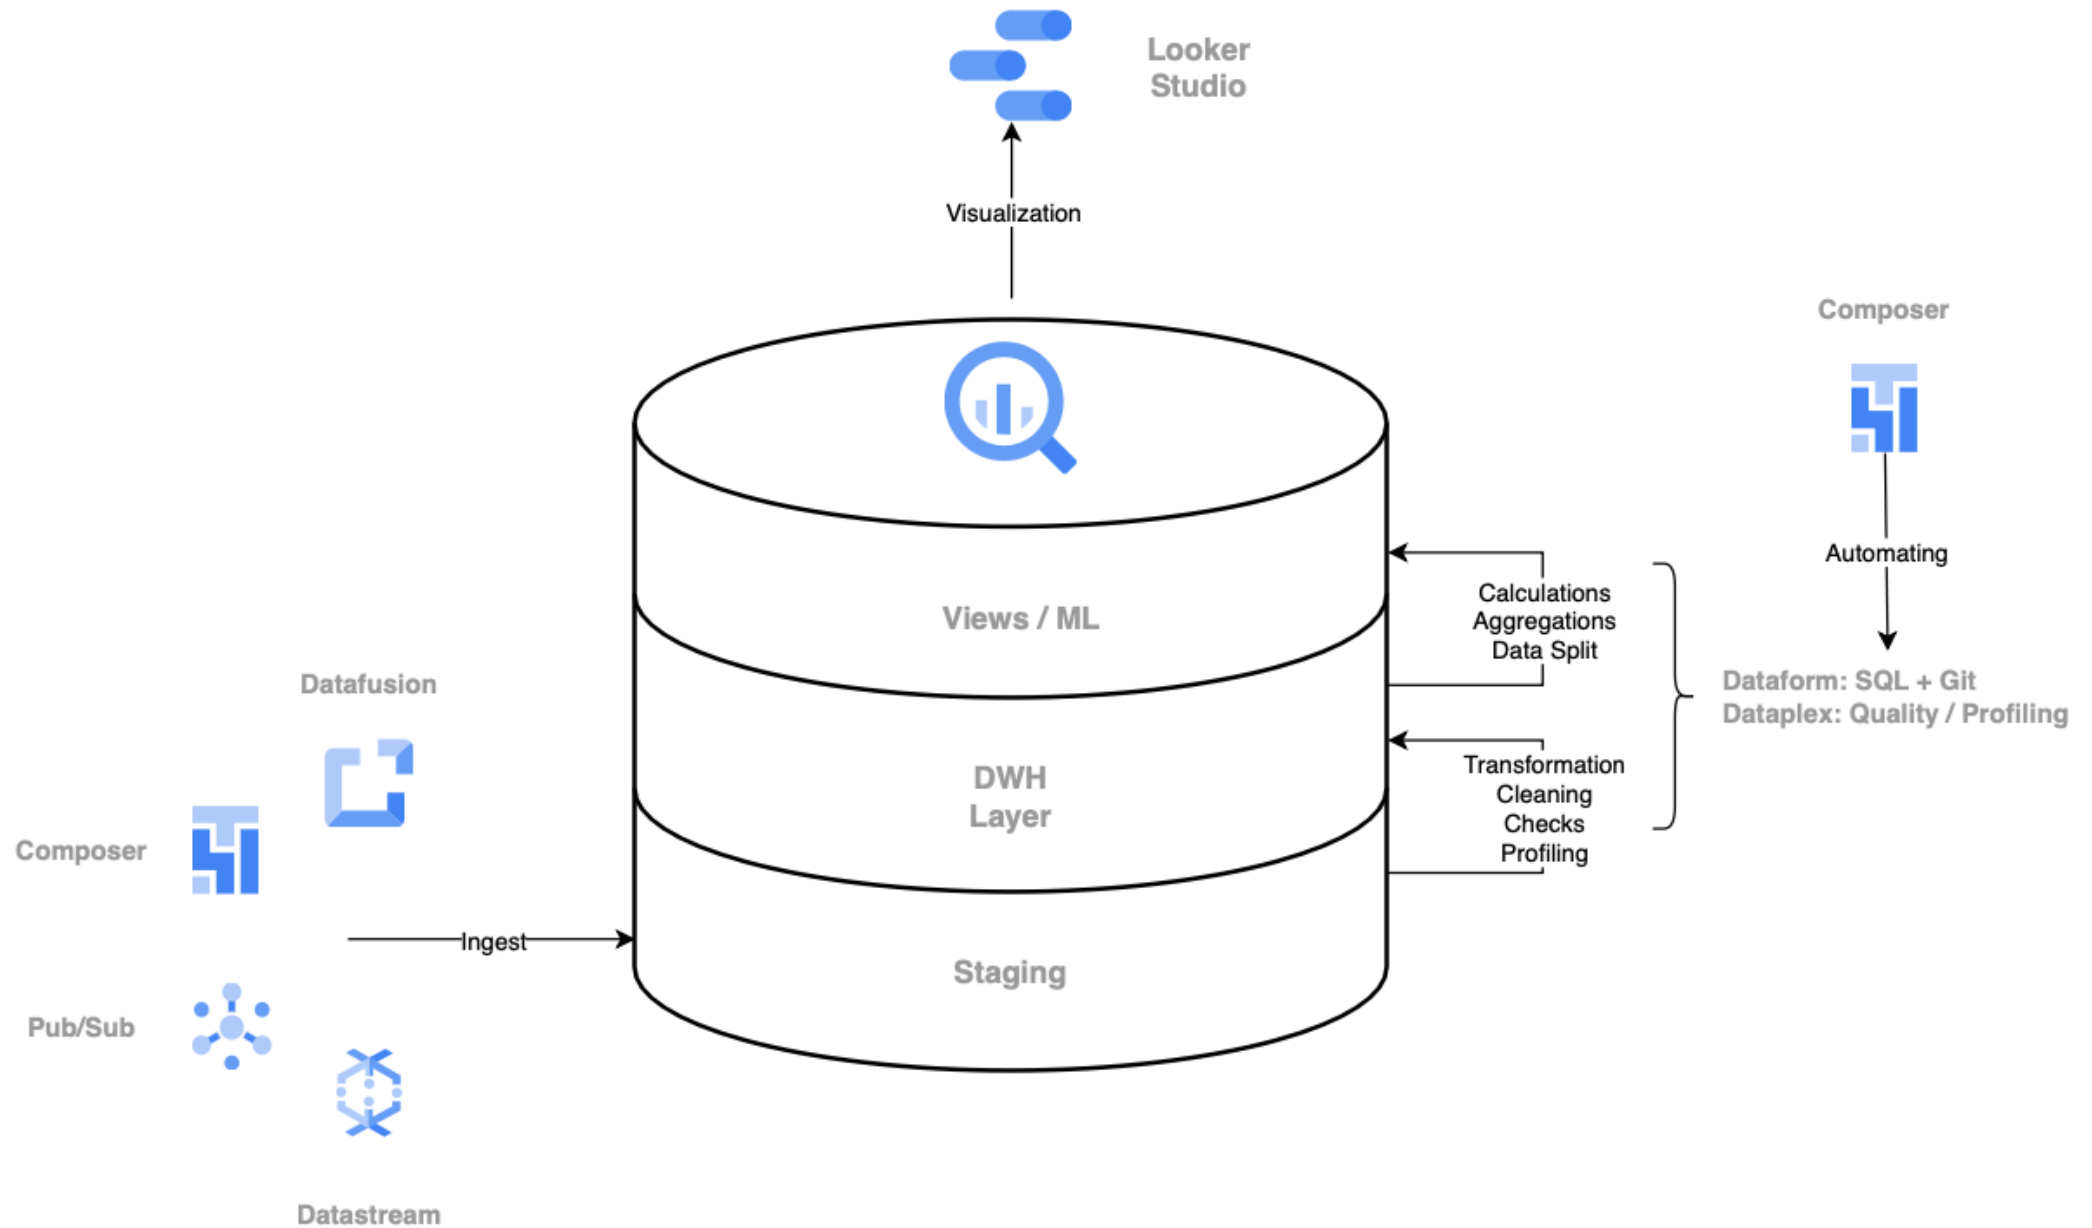 Looker
Studio
Visualization
Composer
Automating
Calculations
Aggregations
Data Split
Views / ML
Dataform: SQL + Git
Dataplex: Quality / Profiling
Datafusion
Transformation
Cleaning
Checks
Profiling
DWH
Layer
Composer
Ingest
Staging
Pub/Sub
Datastream